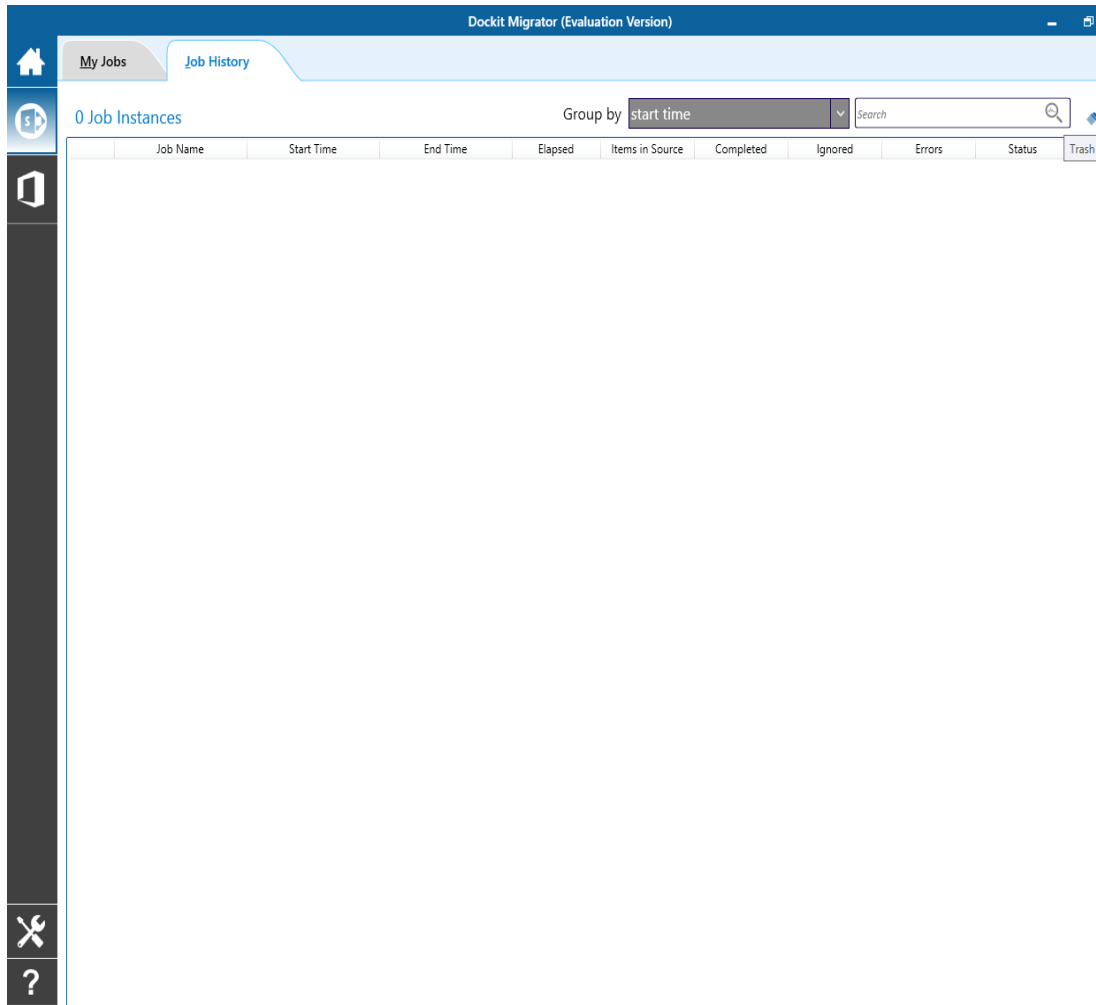 Dockit Migrator (Evaluation Version)
My Jobs
Job History
0 Job Instances
Group by start time
Search
Job Name Start Time End Time Elapsed Items in Source Completed Ignored Errors Status
Trash
S
?